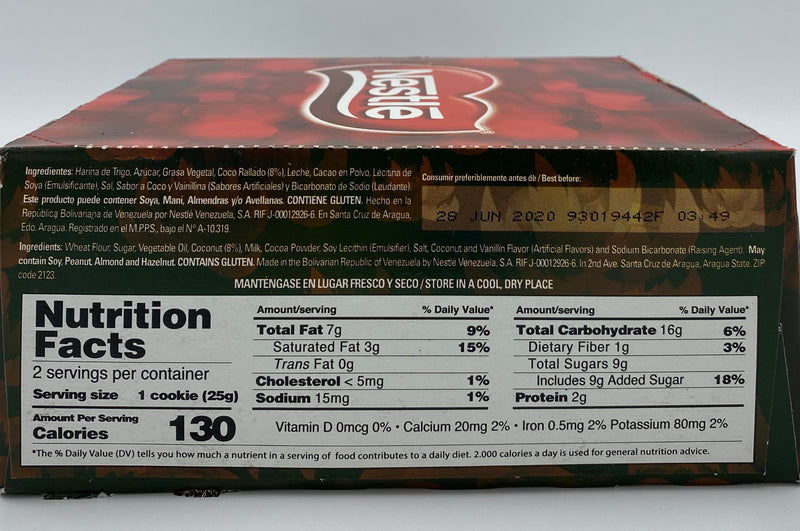 Nestlé
Ingredientes: Harina de Trigo, Azúcar, Grasa Vegetal, Coco Rallado (8%), Leche, Cacao en Polvo, Lecitina de
Soya (Emulsificante), Sal, Sabor a Coco y Vainillina (Sabores Artificiales) y Bicarbonato de Sodio (Leudante).
Este producto puede contener Soya, Maní, Almendras y/o Avellanas. CONTIENE GLUTEN. Hecho en la
República Bolivariana de Venezuela por Nestlé Venezuela, S.A. RIF J-00012926-6. En Santa Cruz de Aragua,
Edo. Aragua. Registrado en el M.P.P.S., bajo el N° A-10.319.
Consumir preferiblemente antes de / Best before:
28 JUN 2020 93019442F 03:49
Ingredients: Wheat Flour, Sugar, Vegetable Oil, Coconut (8%), Milk, Cocoa Powder, Soy Lecithin (Emulsifier), Salt, Coconut and Vanillin Flavor (Artificial Flavors) and Sodium Bicarbonate (Raising Agent). May
contain Soy, Peanut, Almond and Hazelnut. CONTAINS GLUTEN. Made in the Bolivarian Republic of Venezuela by Nestlé Venezuela, S.A. RIF J-00012926-6. In 2nd Ave. Santa Cruz de Aragua, Aragua State. ZIP
code 2123.
MANTÉNGASE EN LUGAR FRESCO Y SECO / STORE IN A COOL, DRY PLACE
Nutrition
Facts
2 servings per container
Serving size 1 cookie (25g)
Amount Per Serving
Calories 130
Amount/serving % Daily Value*
Total Fat 7g 9%
Saturated Fat 3g 15%
Trans Fat 0g
Cholesterol < 5mg 1%
Sodium 15mg 1%
Amount/serving % Daily Value*
Total Carbohydrate 16g 6%
Dietary Fiber 1g 3%
Total Sugars 9g
Includes 9g Added Sugar 18%
Protein 2g
Vitamin D 0mcg 0% • Calcium 20mg 2% • Iron 0.5mg 2% Potassium 80mg 2%
*The % Daily Value (DV) tells you how much a nutrient in a serving of food contributes to a daily diet. 2.000 calories a day is used for general nutrition advice.